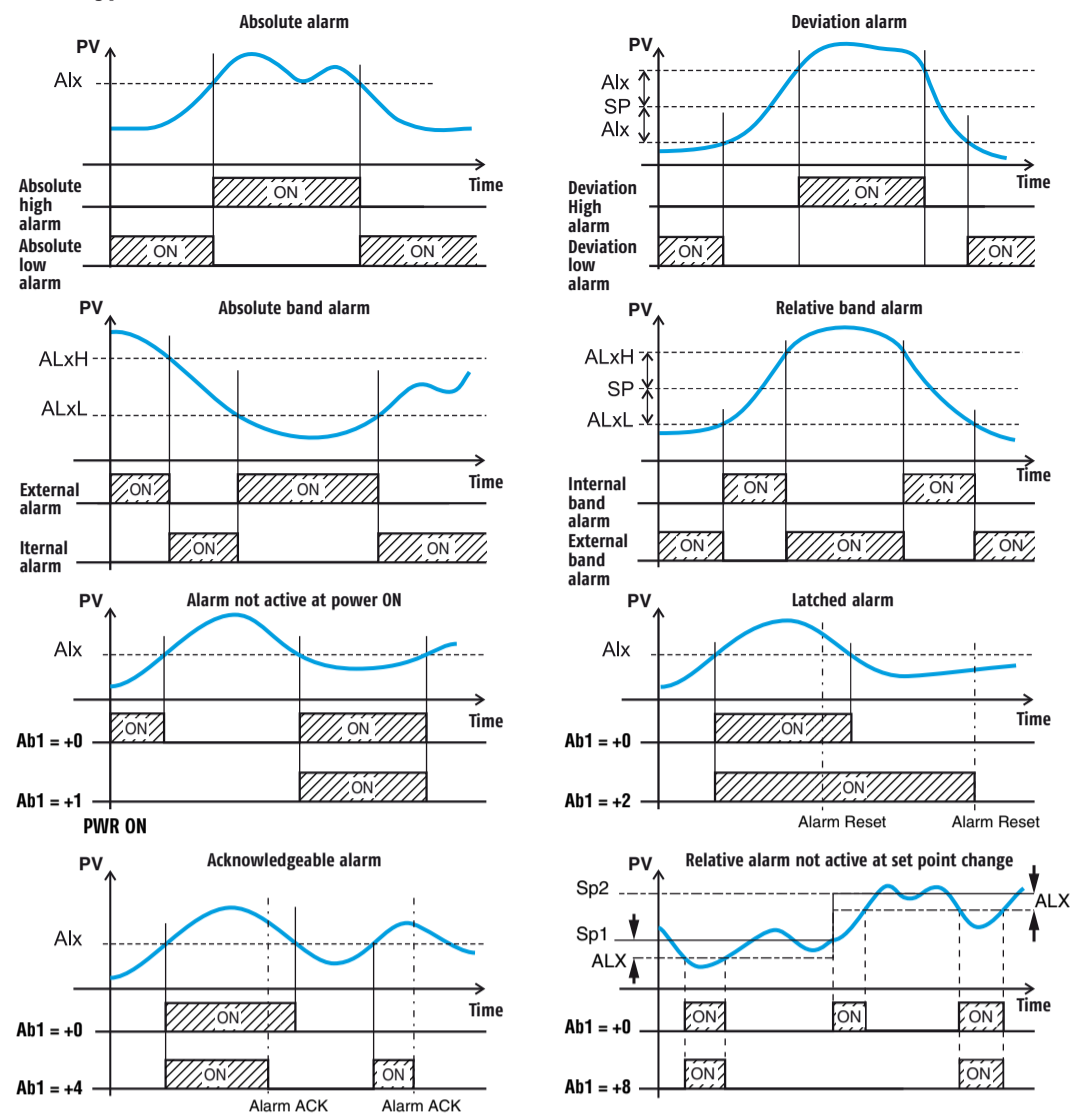 Absolute alarm
PV
Alx
Time
Absolute
high
alarm
ON
Absolute
low
alarm
ON
ON
Deviation alarm
PV
Alx
SP
Alx
Time
Deviation
High
alarm
ON
Deviation
low
alarm
ON
ON
Absolute band alarm
PV
ALxH
ALxL
Time
External
alarm
ON
ON
Iternal
alarm
ON
ON
Relative band alarm
PV
ALxH
SP
ALxL
Time
Internal
band
alarm
ON
ON
External
band
alarm
ON
ON
ON
Alarm not active at power ON
PV
Alx
Time
Ab1 = +0
ON
ON
Ab1 = +1
ON
PWR ON
Latched alarm
PV
Alx
Time
Ab1 = +0
ON
Ab1 = +2
ON
Alarm Reset
Alarm Reset
Acknowledgeable alarm
PV
Alx
Time
Ab1 = +0
ON
Ab1 = +4
ON
ON
Alarm ACK
Alarm ACK
Relative alarm not active at set point change
PV
Sp2
ALX
Sp1
ALX
Time
Ab1 = +0
ON
ON
ON
Ab1 = +8
ON
ON